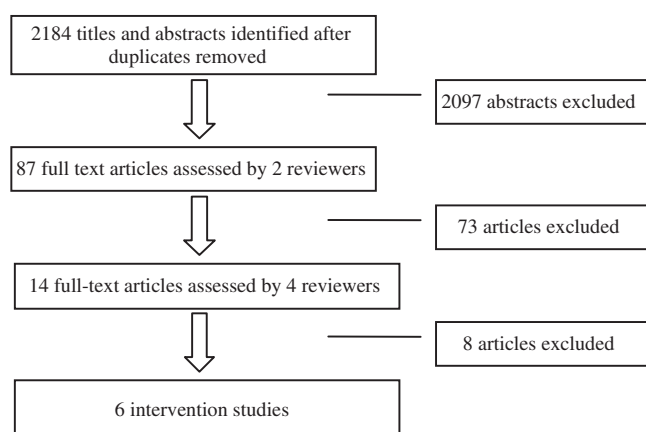 2184 titles and abstracts identified after
duplicates removed
2097 abstracts excluded
87 full text articles assessed by 2 reviewers
73 articles excluded
14 full-text articles assessed by 4 reviewers
8 articles excluded
6 intervention studies